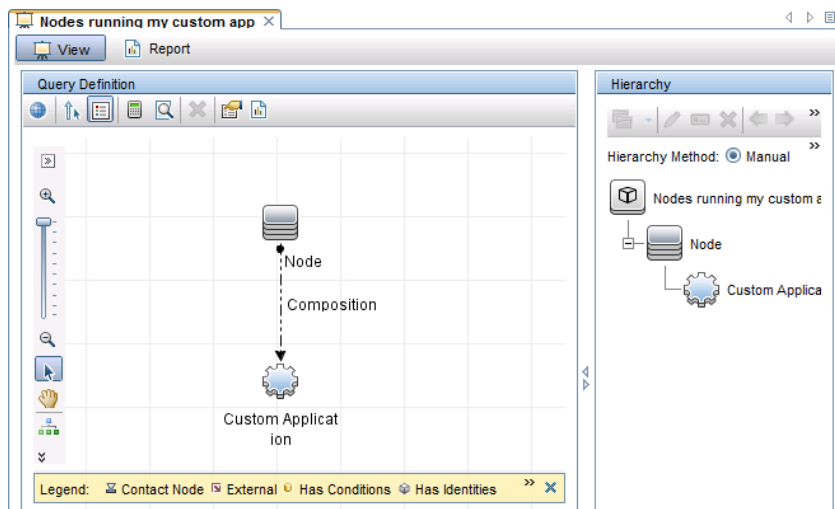 Nodes running my custom app
View
Report
Query Definition
Hierarchy
Hierarchy Method: Manual
Nodes running my custom a
Node
Custom Applica
Node
Composition
Custom Applicat
ion
Legend: Contact Node External Has Conditions Has Identities